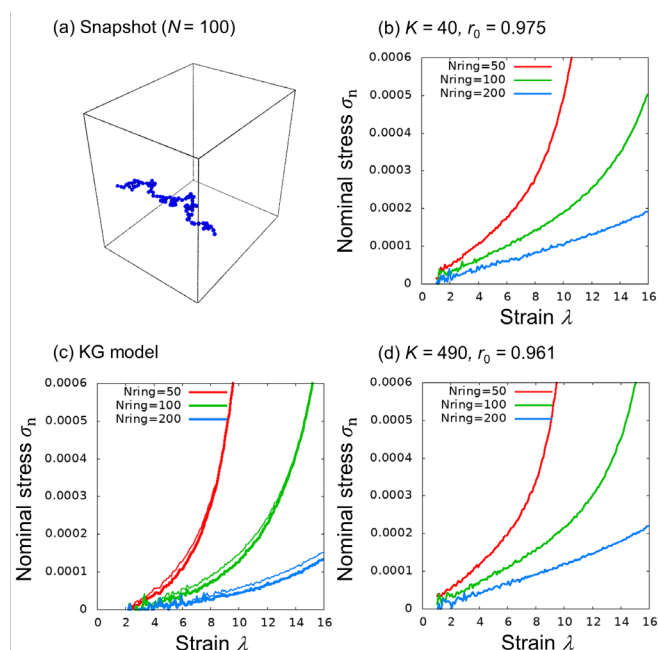 (a) Snapshot (N = 100)
(b) K = 40, r0 = 0.975
Nominal stress σn
0.0006
0.0005
0.0004
0.0003
0.0002
0.0001
0
Nring=50
Nring=100
Nring=200
0 2 4 6 8 10 12 14 16
Strain λ
(c) KG model
Nominal stress σn
0.0006
0.0005
0.0004
0.0003
0.0002
0.0001
0
Nring=50
Nring=100
Nring=200
0 2 4 6 8 10 12 14 16
Strain λ
(d) K = 490, r0 = 0.961
Nominal stress σn
0.0006
0.0005
0.0004
0.0003
0.0002
0.0001
0
Nring=50
Nring=100
Nring=200
0 2 4 6 8 10 12 14 16
Strain λ